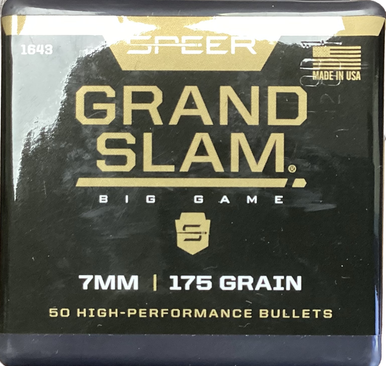 SPEER
1643
MADE IN USA
GRAND
SLAM®
BIG GAME
S
7MM | 175 GRAIN
50 HIGH-PERFORMANCE BULLETS